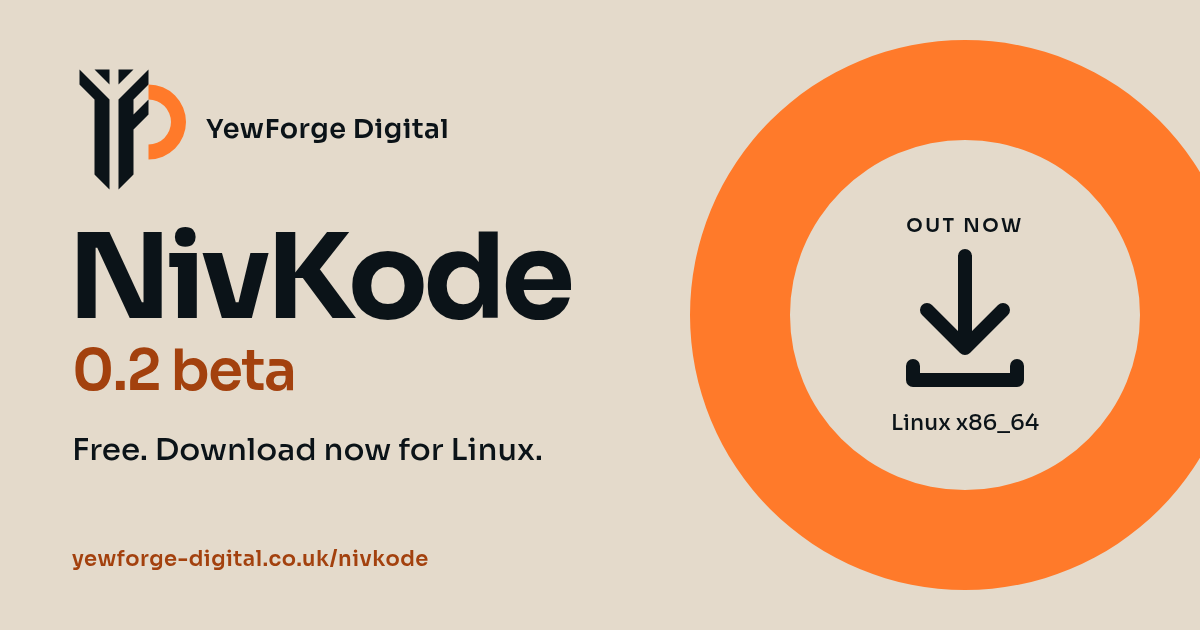 YewForge Digital
NivKode
0.2 beta
Free. Download now for Linux.
yewforge-digital.co.uk/nivkode
OUT NOW
Linux x86_64